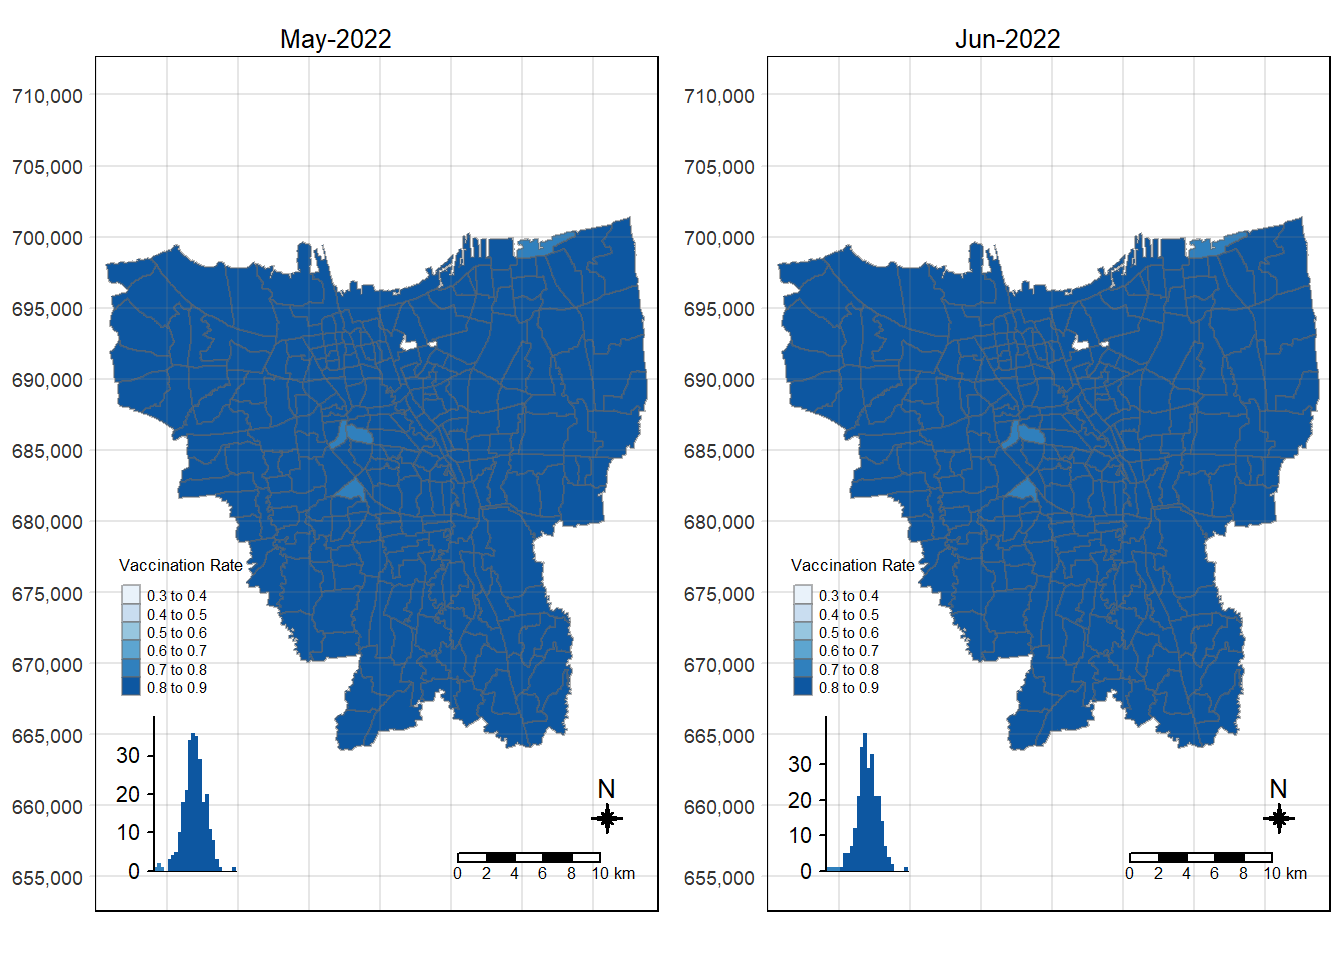 May-2022
710,000
705,000
700,000
695,000
690,000
685,000
680,000
675,000
670,000
665,000
660,000
655,000
Vaccination Rate
0.3 to 0.4
0.4 to 0.5
0.5 to 0.6
0.6 to 0.7
0.7 to 0.8
0.8 to 0.9
30
20
10
0
N
0 2 4 6 8 10 km
Jun-2022
710,000
705,000
700,000
695,000
690,000
685,000
680,000
675,000
670,000
665,000
660,000
655,000
Vaccination Rate
0.3 to 0.4
0.4 to 0.5
0.5 to 0.6
0.6 to 0.7
0.7 to 0.8
0.8 to 0.9
30
20
10
0
N
0 2 4 6 8 10 km